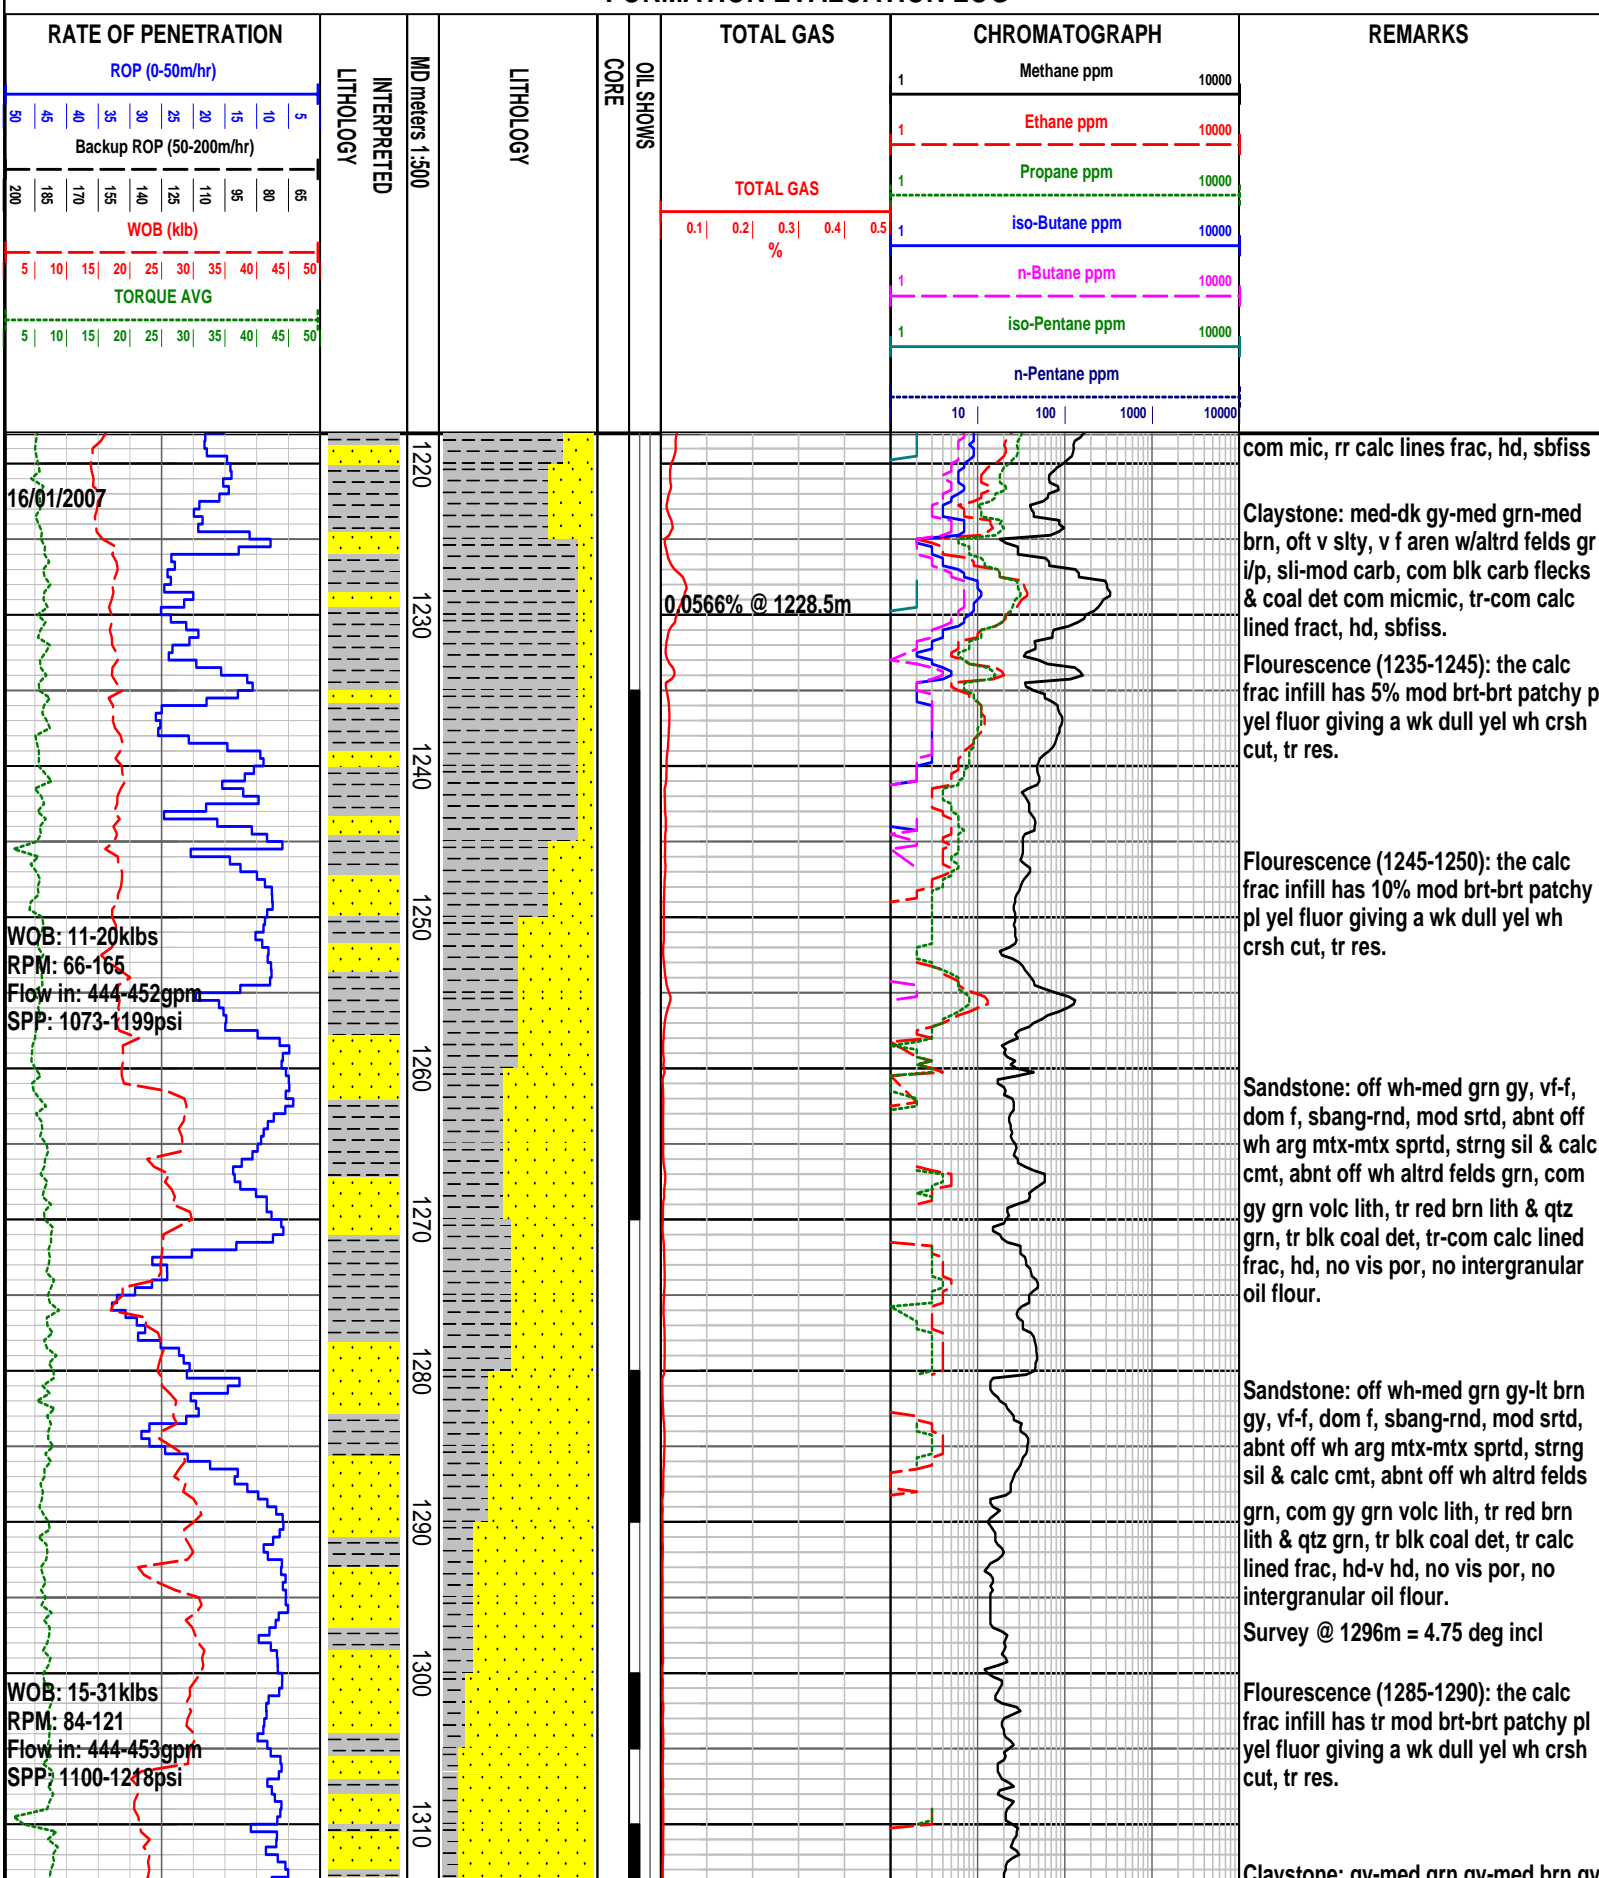 RATE OF PENETRATION
ROP (0-50m/hr)
50 45 40 35 30 25 20 15 10 5
Backup ROP (50-200m/hr)
200 185 170 155 140 125 110 95 80 65
WOB (klb)
5 10 15 20 25 30 35 40 45 50
TORQUE AVG
5 10 15 20 25 30 35 40 45 50
INTERPRETED
LITHOLOGY
MD meters 1:500
LITHOLOGY
CORE
OIL SHOWS
TOTAL GAS
TOTAL GAS
0.1 0.2 0.3 0.4 0.5
%
CHROMATOGRAPH
1 Methane ppm 10000
1 Ethane ppm 10000
1 Propane ppm 10000
1 iso-Butane ppm 10000
1 n-Butane ppm 10000
1 iso-Pentane ppm 10000
n-Pentane ppm
10 100 1000 10000
REMARKS
16/01/2007
WOB: 11-20klbs
RPM: 66-165
Flow in: 444-452gpm
SPP: 1073-1199psi
WOB: 15-31klbs
RPM: 84-121
Flow in: 444-453gpm
SPP: 1100-1218psi
1220
1230
1240
1250
1260
1270
1280
1290
1300
1310
0.0566% @ 1228.5m
com mic, rr calc lines frac, hd, sbfiss
Claystone: med-dk gy-med grn-med
brn, oft v slty, v f aren w/altrd felds gr
i/p, sli-mod carb, com blk carb flecks
& coal det com micmic, tr-com calc
lined fract, hd, sbfiss.
Flourescence (1235-1245): the calc
frac infill has 5% mod brt-brt patchy p
yel fluor giving a wk dull yel wh crsh
cut, tr res.
Flourescence (1245-1250): the calc
frac infill has 10% mod brt-brt patchy
pl yel fluor giving a wk dull yel wh
crsh cut, tr res.
Sandstone: off wh-med grn gy, vf-f,
dom f, sbang-rnd, mod srtd, abnt off
wh arg mtx-mtx sprtd, strng sil & calc
cmt, abnt off wh altrd felds grn, com
gy grn volc lith, tr red brn lith & qtz
grn, tr blk coal det, tr-com calc lined
frac, hd, no vis por, no intergranular
oil flour.
Sandstone: off wh-med grn gy-lt brn
gy, vf-f, dom f, sbang-rnd, mod srtd,
abnt off wh arg mtx-mtx sprtd, strng
sil & calc cmt, abnt off wh altrd felds
grn, com gy grn volc lith, tr red brn
lith & qtz grn, tr blk coal det, tr calc
lined frac, hd-v hd, no vis por, no
intergranular oil flour.
Survey @ 1296m = 4.75 deg incl
Flourescence (1285-1290): the calc
frac infill has tr mod brt-brt patchy pl
yel fluor giving a wk dull yel wh crsh
cut, tr res.
Claystone: gy-med grn gy-med brn gy